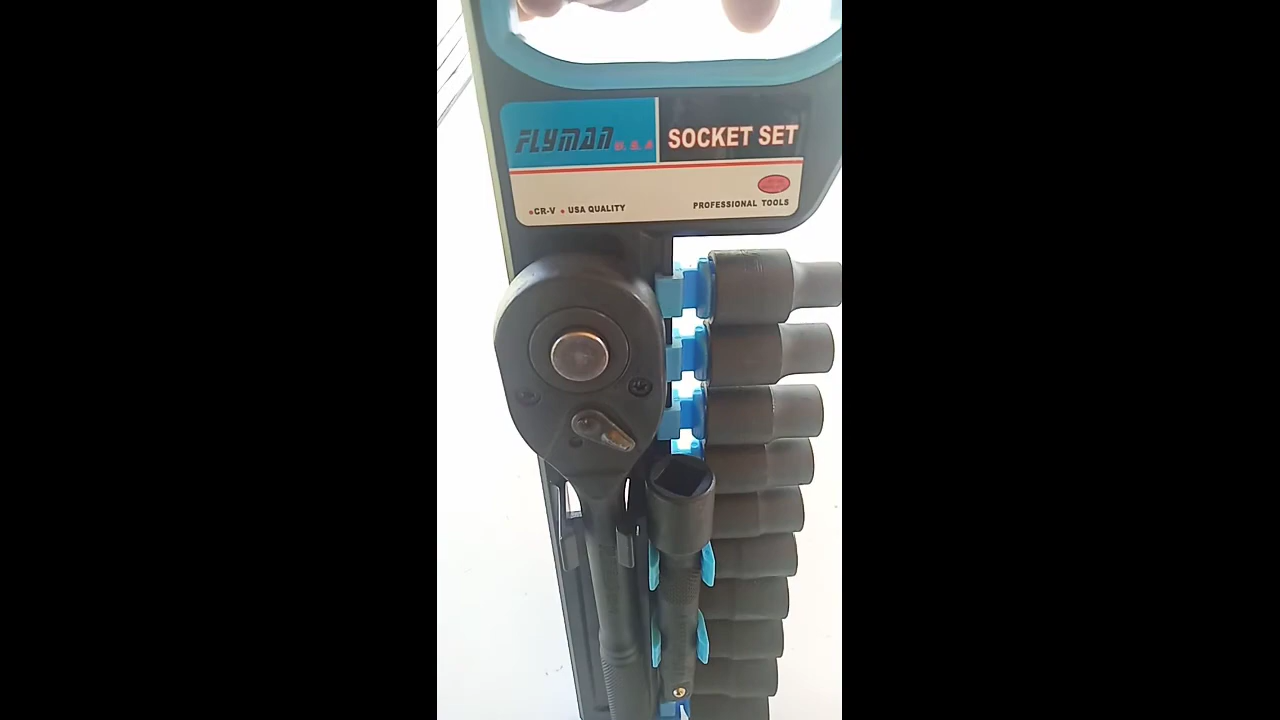 FLYMAN U.S.A
SOCKET SET
•CR-V • USA QUALITY
PROFESSIONAL TOOLS